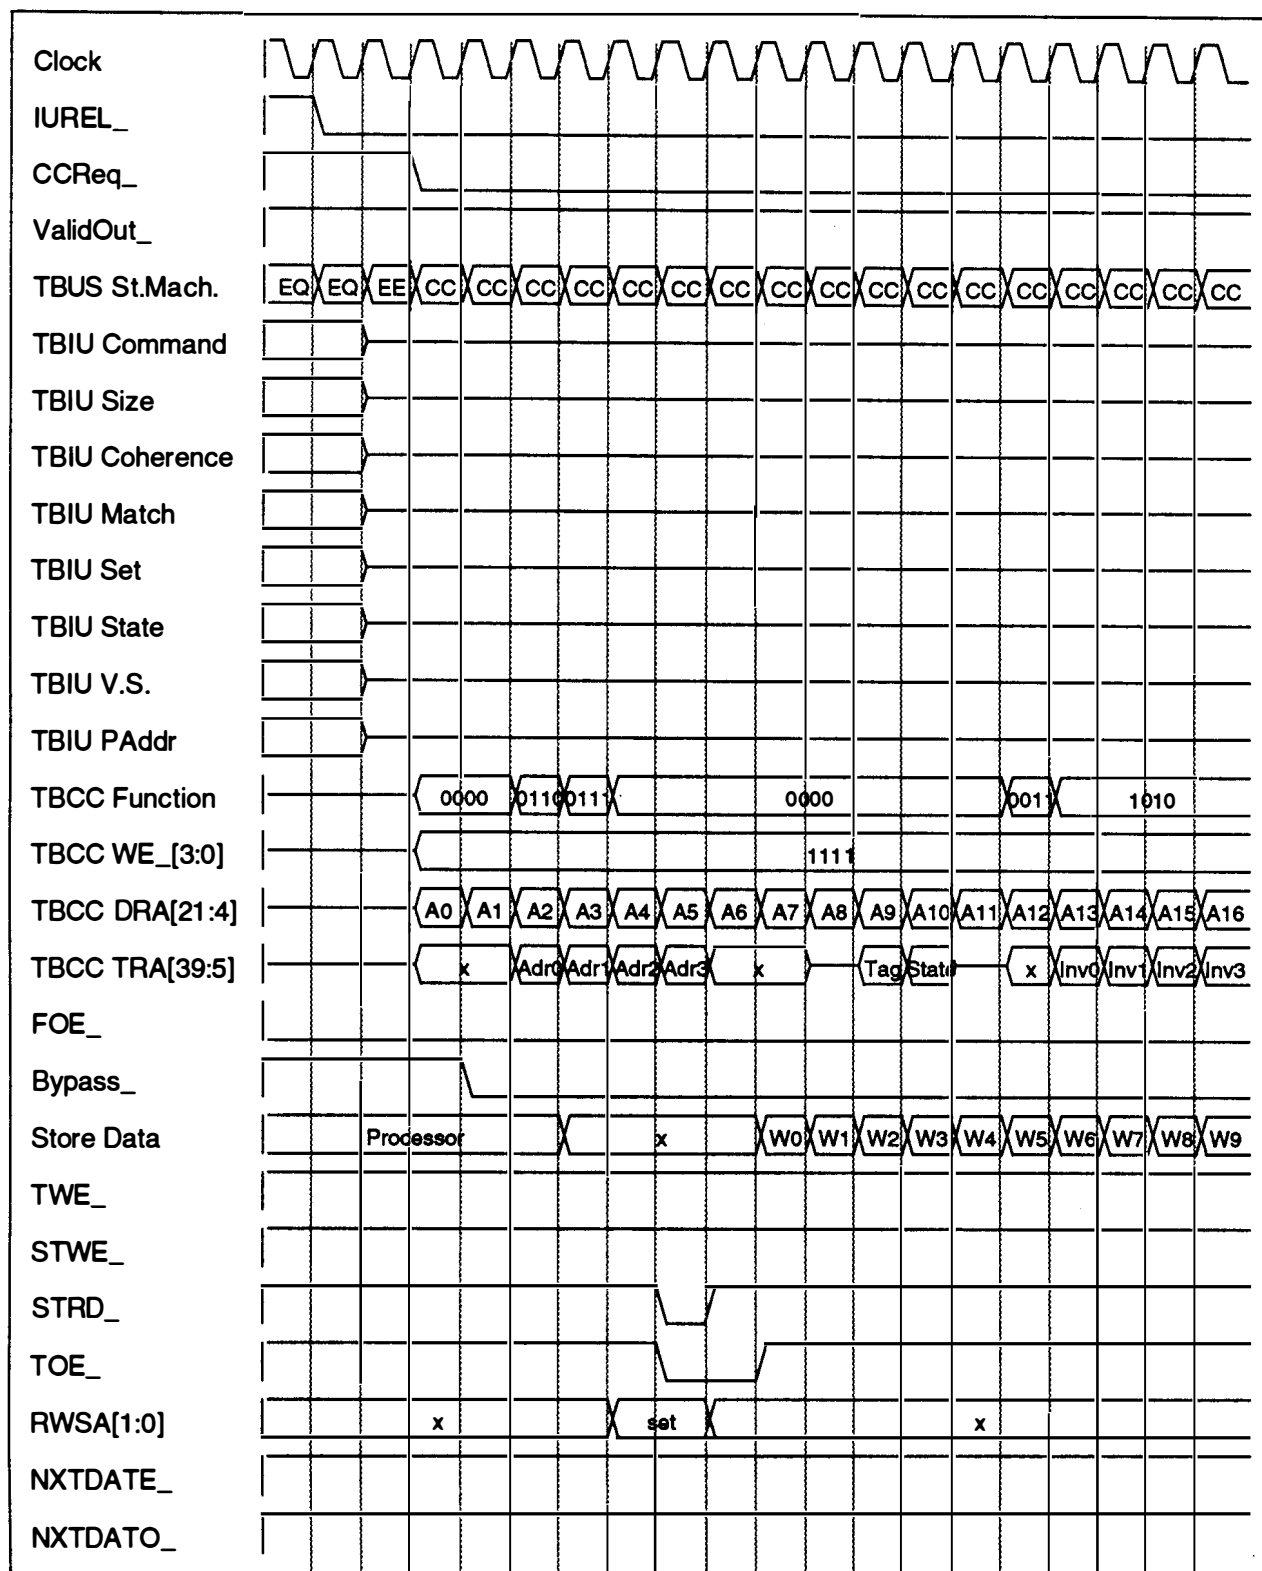 Clock
IUREL_
CCReq_
ValidOut_
TBUS St.Mach. EQ EQ EE CC CC CC CC CC CC CC CC CC CC CC CC CC CC CC CC CC
TBIU Command
TBIU Size
TBIU Coherence
TBIU Match
TBIU Set
TBIU State
TBIU V.S.
TBIU PAddr
TBCC Function 0000 0110 0111 0000 0011 1010
TBCC WE_[3:0] 1111
TBCC DRA[21:4] A0 A1 A2 A3 A4 A5 A6 A7 A8 A9 A10 A11 A12 A13 A14 A15 A16
TBCC TRA[39:5] x Adr0 Adr1 Adr2 Adr3 x Tag State x Inv0 Inv1 Inv2 Inv3
FOE_
Bypass_
Store Data Processor x W0 W1 W2 W3 W4 W5 W6 W7 W8 W9
TWE_
STWE_
STRD_
TOE_
RWSA[1:0] x set x
NXTDATE_
NXTDATO_